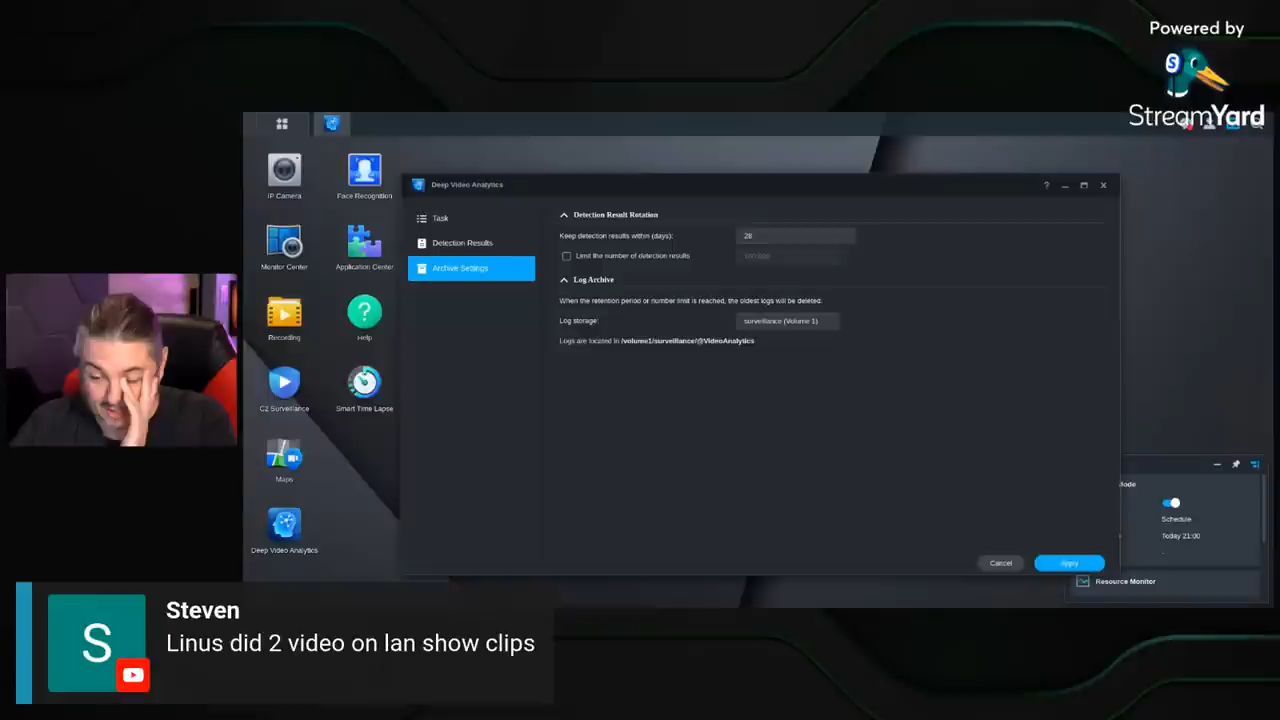 Powered by
StreamYard
IP Camera
Face Recognition
Monitor Center
Application Center
Recording
Help
C2 Surveillance
Smart Time Lapse
Maps
Deep Video Analytics
Deep Video Analytics
Task
Detection Results
Archive Settings
Detection Result Rotation
Keep detection results within (days):
28
Limit the number of detection results
Log Archive
When the retention period or number limit is reached, the oldest logs will be deleted.
Log storage:
surveillance (Volume 1)
Logs are located in /volume1/surveillance/@VideoAnalytics
Cancel
Apply
Mode
Schedule
Today 21:00
Resource Monitor
S
Steven
Linus did 2 video on lan show clips